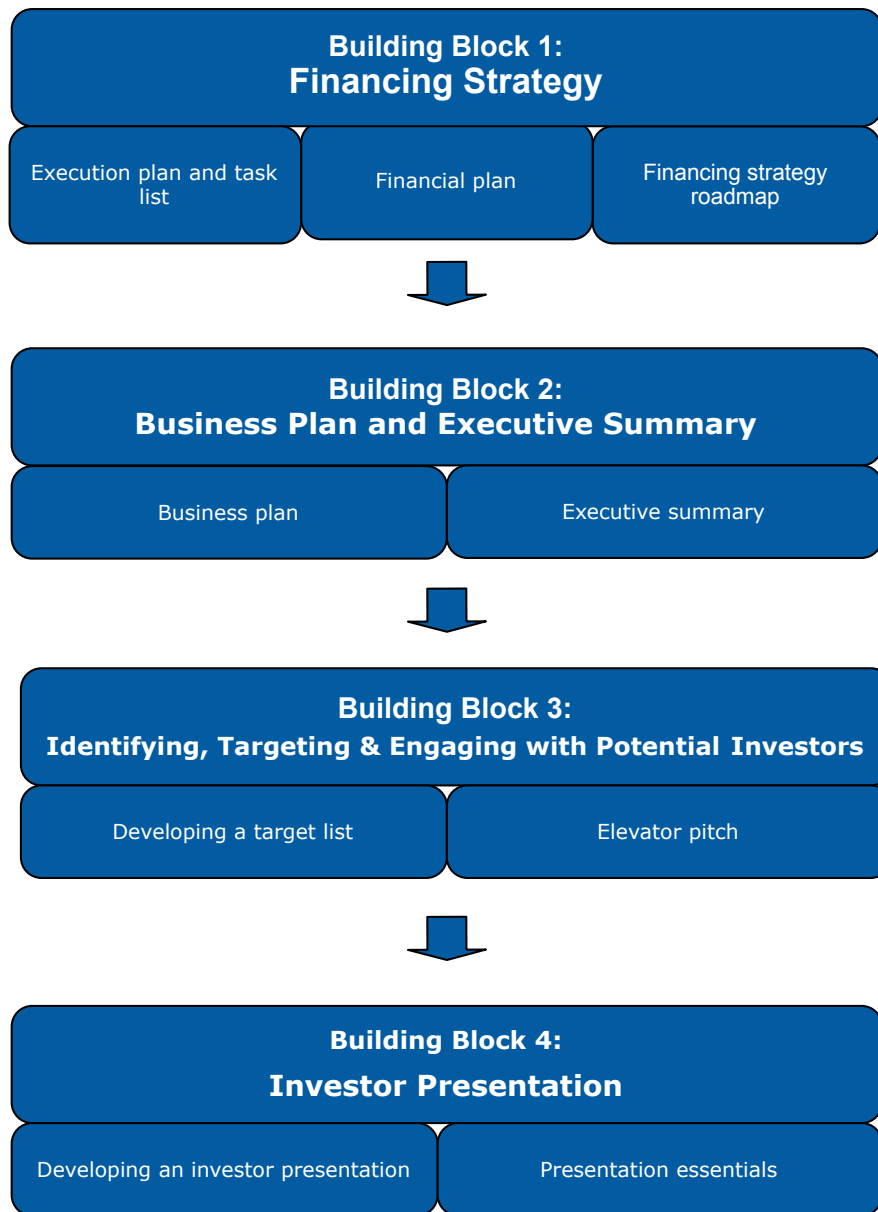 Building Block 1:
Financing Strategy
Execution plan and task
list
Financial plan
Financing strategy
roadmap
Building Block 2:
Business Plan and Executive Summary
Business plan
Executive summary
Building Block 3:
Identifying, Targeting & Engaging with Potential Investors
Developing a target list
Elevator pitch
Building Block 4:
Investor Presentation
Developing an investor presentation
Presentation essentials